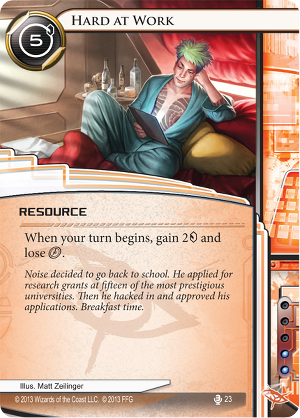 5
HARD AT WORK
RESOURCE
When your turn begins, gain 2 and
lose .
Noise decided to go back to school. He applied for
research grants at fifteen of the most prestigious
universities. Then he hacked in and approved his
applications. Breakfast time.
Illus. Matt Zeilinger
© 2013 Wizards of the Coast LLC. © 2013 FFG
23